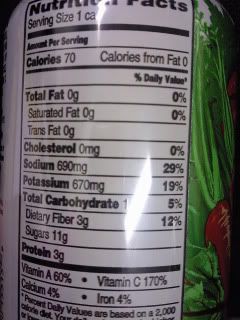 Nutrition Facts
Serving Size 1 ca
Amount Per Serving
Calories 70 Calories from Fat 0
% Daily Value*
Total Fat 0g 0%
Saturated Fat 0g 0%
Trans Fat 0g
Cholesterol 0mg 0%
Sodium 690mg 29%
Potassium 670mg 19%
Total Carbohydrate 1 5%
Dietary Fiber 3g 12%
Sugars 11g
Protein 3g
Vitamin A 60% • Vitamin C 170%
Calcium 4% • Iron 4%
*Percent Daily Values are based on a 2,000